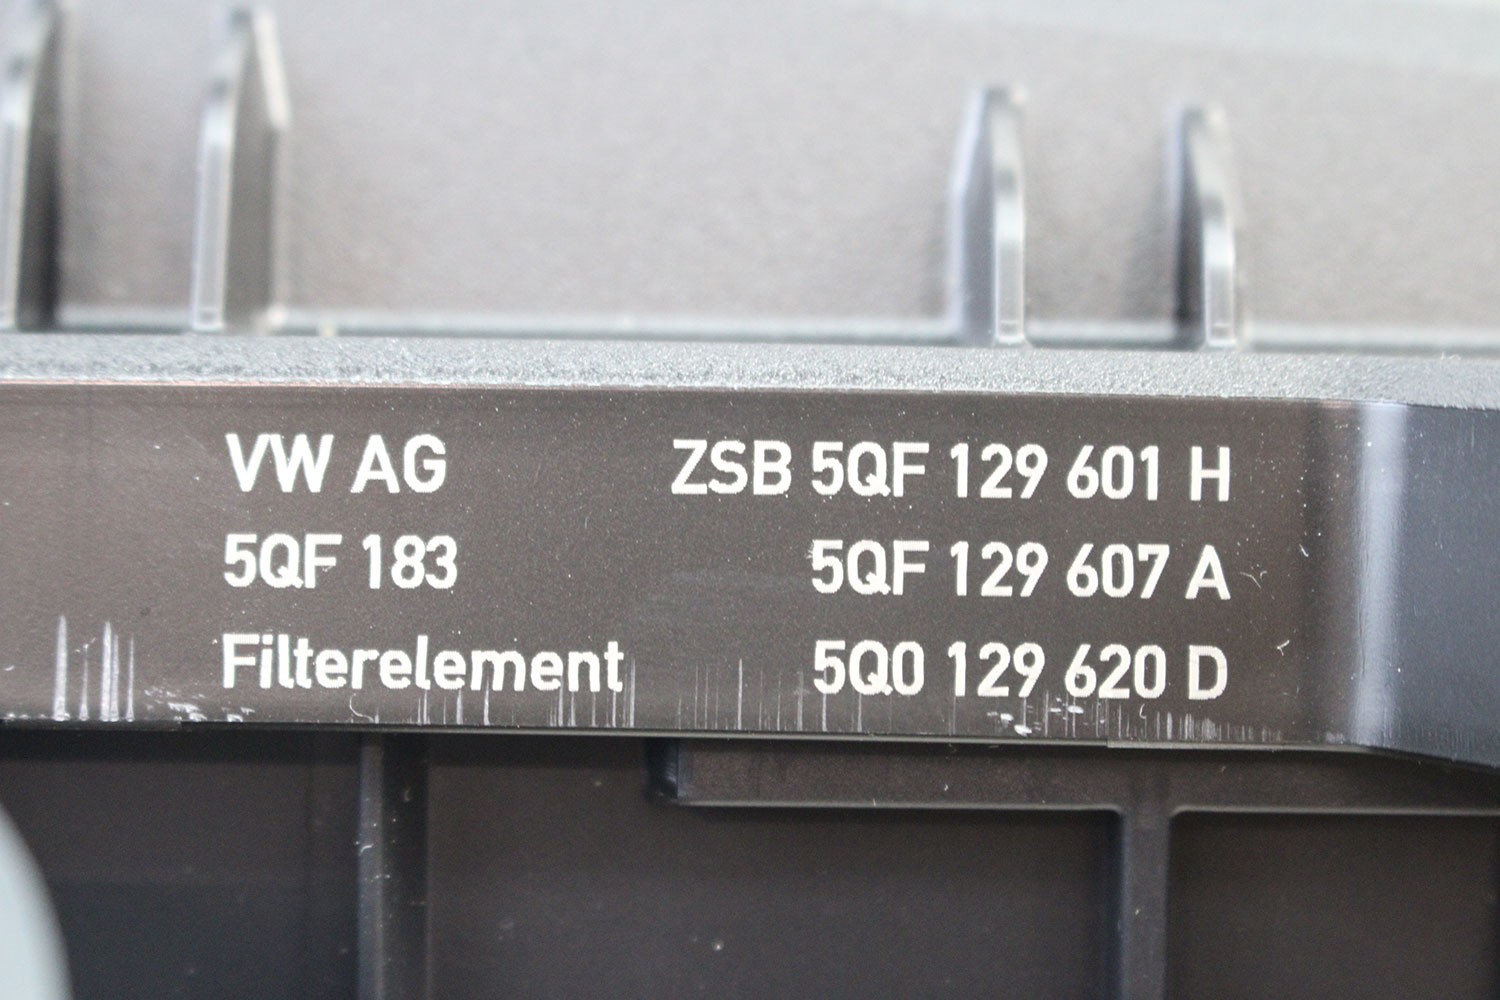 VW AG ZSB 5QF 129 601 H
5QF 183 5QF 129 607 A
Filterelement 5Q0 129 620 D